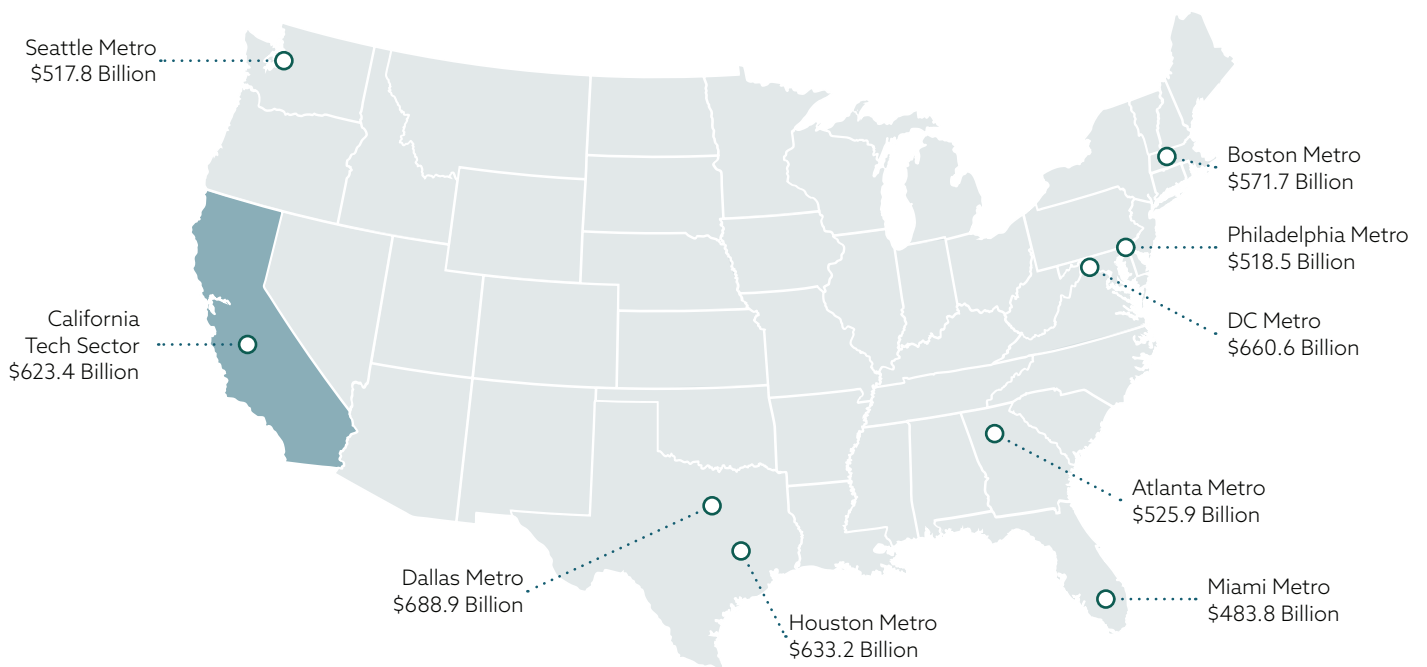 Seattle Metro
$517.8 Billion
Boston Metro
$571.7 Billion
Philadelphia Metro
$518.5 Billion
California
Tech Sector
$623.4 Billion
DC Metro
$660.6 Billion
Atlanta Metro
$525.9 Billion
Dallas Metro
$688.9 Billion
Miami Metro
$483.8 Billion
Houston Metro
$633.2 Billion